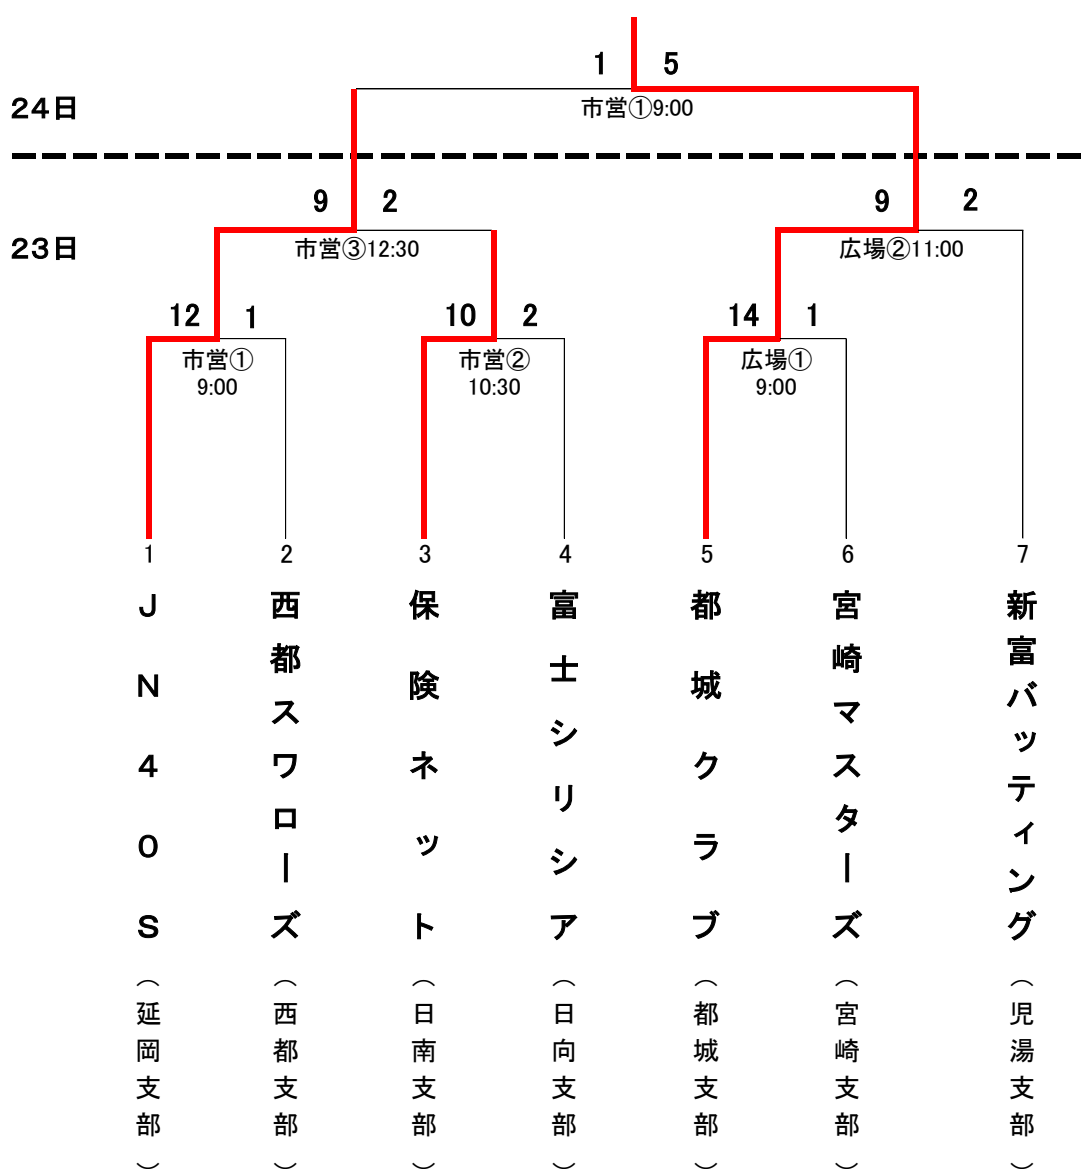 1 5
24日
市営①9:00
9 2
9 2
23日
市営③12:30
広場②11:00
12 1
10 2
14 1
市営①
9:00
市営②
10:30
広場①
9:00
1 2 3 4 5 6 7
JN40S（延岡支部）
西都スワローズ（西都支部）
保険ネット（日南支部）
富士シリシア（日向支部）
都城クラブ（都城支部）
宮崎マスターズ（宮崎支部）
新富バッティング（児湯支部）